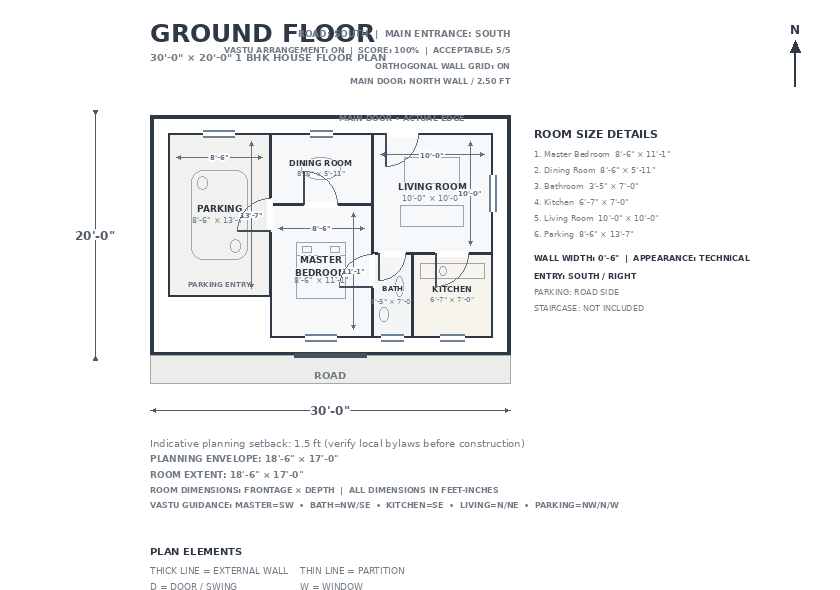 GROUND FLOOR
ROAD: SOUTH | MAIN ENTRANCE: SOUTH
VASTU ARRANGEMENT: ON | SCORE: 100% | ACCEPTABLE: 5/5
30'-0" × 20'-0" 1 BHK HOUSE FLOOR PLAN
ORTHOGONAL WALL GRID: ON
MAIN DOOR: NORTH WALL / 2.50 FT
N
MAIN DOOR • ACTUAL EDGE
8'-6"
DINING ROOM
8'-6" × 5'-11"
10'-0"
LIVING ROOM
10'-0" × 10'-0"
10'-0"
PARKING
8'-6" × 13'-7"
13'-7"
8'-6"
MASTER
BEDROOM
8'-6" × 11'-1"
11'-1"
BATH
3'-5" × 7'-0"
KITCHEN
6'-7" × 7'-0"
PARKING ENTRY
20'-0"
ROAD
30'-0"
ROOM SIZE DETAILS
1. Master Bedroom 8'-6" × 11'-1"
2. Dining Room 8'-6" × 5'-11"
3. Bathroom 3'-5" × 7'-0"
4. Kitchen 6'-7" × 7'-0"
5. Living Room 10'-0" × 10'-0"
6. Parking 8'-6" × 13'-7"
WALL WIDTH: 0'-6" | APPEARANCE: TECHNICAL
ENTRY: SOUTH / RIGHT
PARKING: ROAD SIDE
STAIRCASE: NOT INCLUDED
Indicative planning setback: 1.5 ft (verify local bylaws before construction)
PLANNING ENVELOPE: 18'-6" × 17'-0"
ROOM EXTENT: 18'-6" × 17'-0"
ROOM DIMENSIONS: FRONTAGE × DEPTH | ALL DIMENSIONS IN FEET-INCHES
VASTU GUIDANCE: MASTER=SW • BATH=NW/SE • KITCHEN=SE • LIVING=N/NE • PARKING=NW/N/W
PLAN ELEMENTS
THICK LINE = EXTERNAL WALL THIN LINE = PARTITION
D = DOOR / SWING W = WINDOW